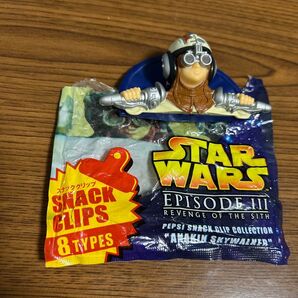 STAR
WARS
EPISODE III
REVENGE OF THE SITH
PEPSI SNACK CLIP COLLECTION
"ANAKIN SKYWALKER"
スナッククリップ
SNACK
CLIPS
8 TYPES